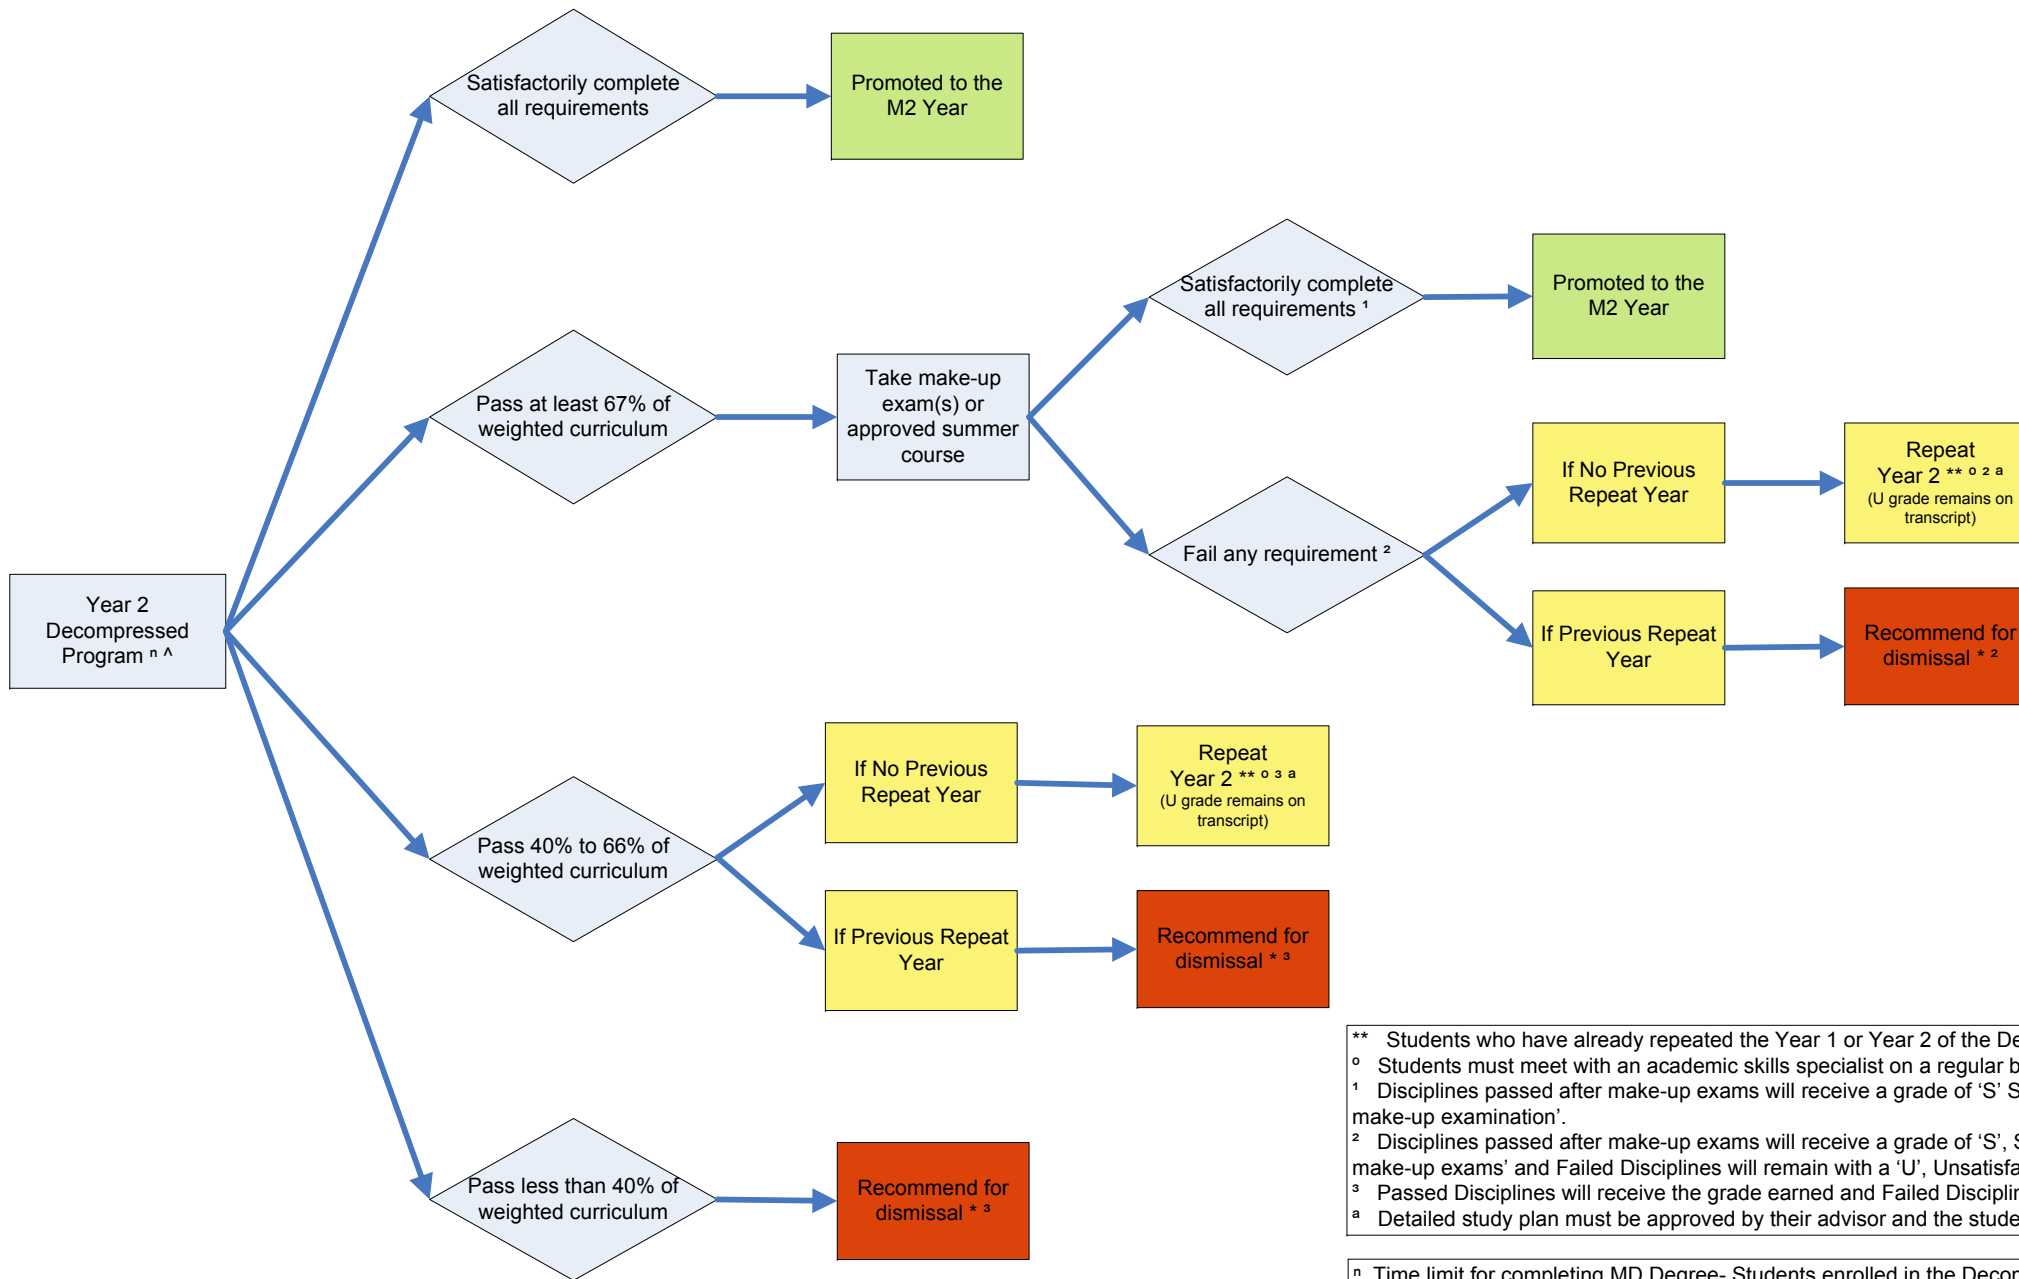 Satisfactorily complete
all requirements
Promoted to the
M2 Year
Satisfactorily complete
all requirements ¹
Promoted to the
M2 Year
Pass at least 67% of
weighted curriculum
Take make-up
exam(s) or
approved summer
course
If No Previous
Repeat Year
Repeat
Year 2 ** º ² ª
(U grade remains on
transcript)
Fail any requirement ²
If Previous Repeat
Year
Recommend for
dismissal * ²
Year 2
Decompressed
Program ⁿ ^
If No Previous
Repeat Year
Repeat
Year 2 ** º ³ ª
(U grade remains on
transcript)
Pass 40% to 66% of
weighted curriculum
If Previous Repeat
Year
Recommend for
dismissal * ³
Pass less than 40% of
weighted curriculum
Recommend for
dismissal * ³
** Students who have already repeated the Year 1 or Year 2 of the De
º Students must meet with an academic skills specialist on a regular b
¹ Disciplines passed after make-up exams will receive a grade of ‘S’ S
make-up examination’.
² Disciplines passed after make-up exams will receive a grade of ‘S’, S
make-up exams’ and Failed Disciplines will remain with a ‘U’, Unsatisfa
³ Passed Disciplines will receive the grade earned and Failed Disciplin
ª Detailed study plan must be approved by their advisor and the stude
ⁿ Time limit for completing MD Degree- Students enrolled in the Decom